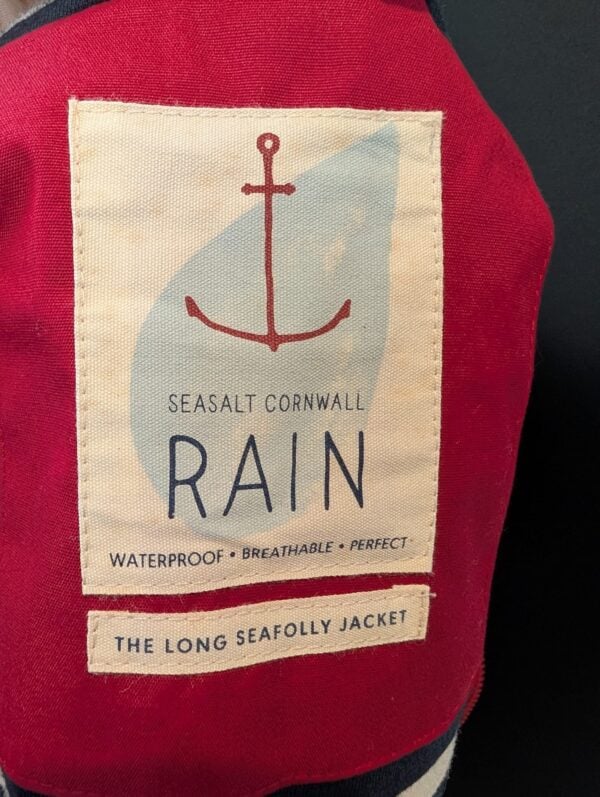 SEASALT CORNWALL
RAIN
WATERPROOF • BREATHABLE • PERFECT
THE LONG SEAFOLLY JACKET